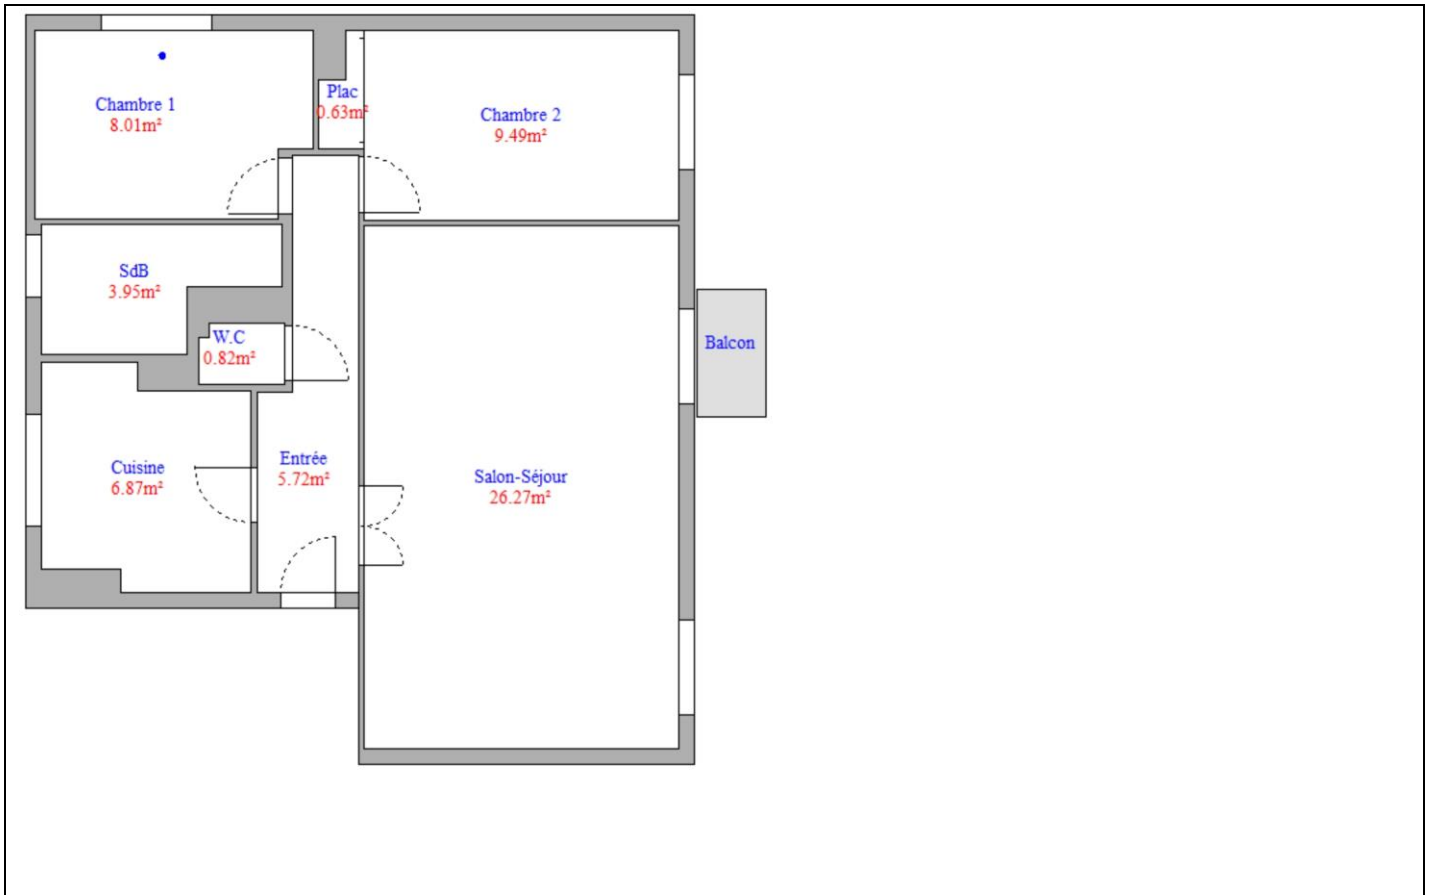 Chambre 1
8.01m²
Plac
0.63m²
Chambre 2
9.49m²
SdB
3.95m²
W.C
0.82m²
Balcon
Cuisine
6.87m²
Entrée
5.72m²
Salon-Séjour
26.27m²